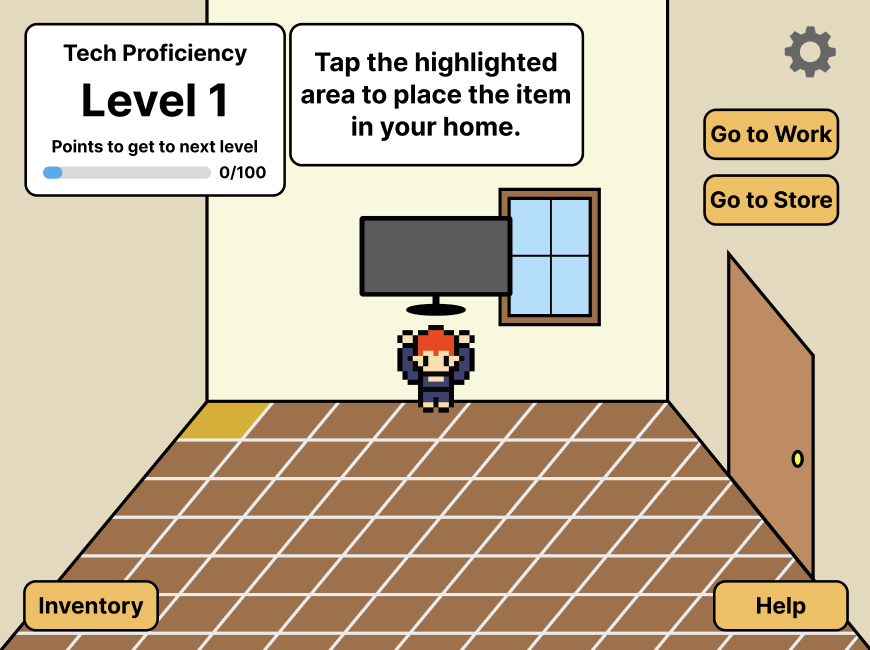 Tech Proficiency
Level 1
Points to get to next level
0/100
Tap the highlighted
area to place the item
in your home.
Go to Work
Go to Store
Inventory
Help